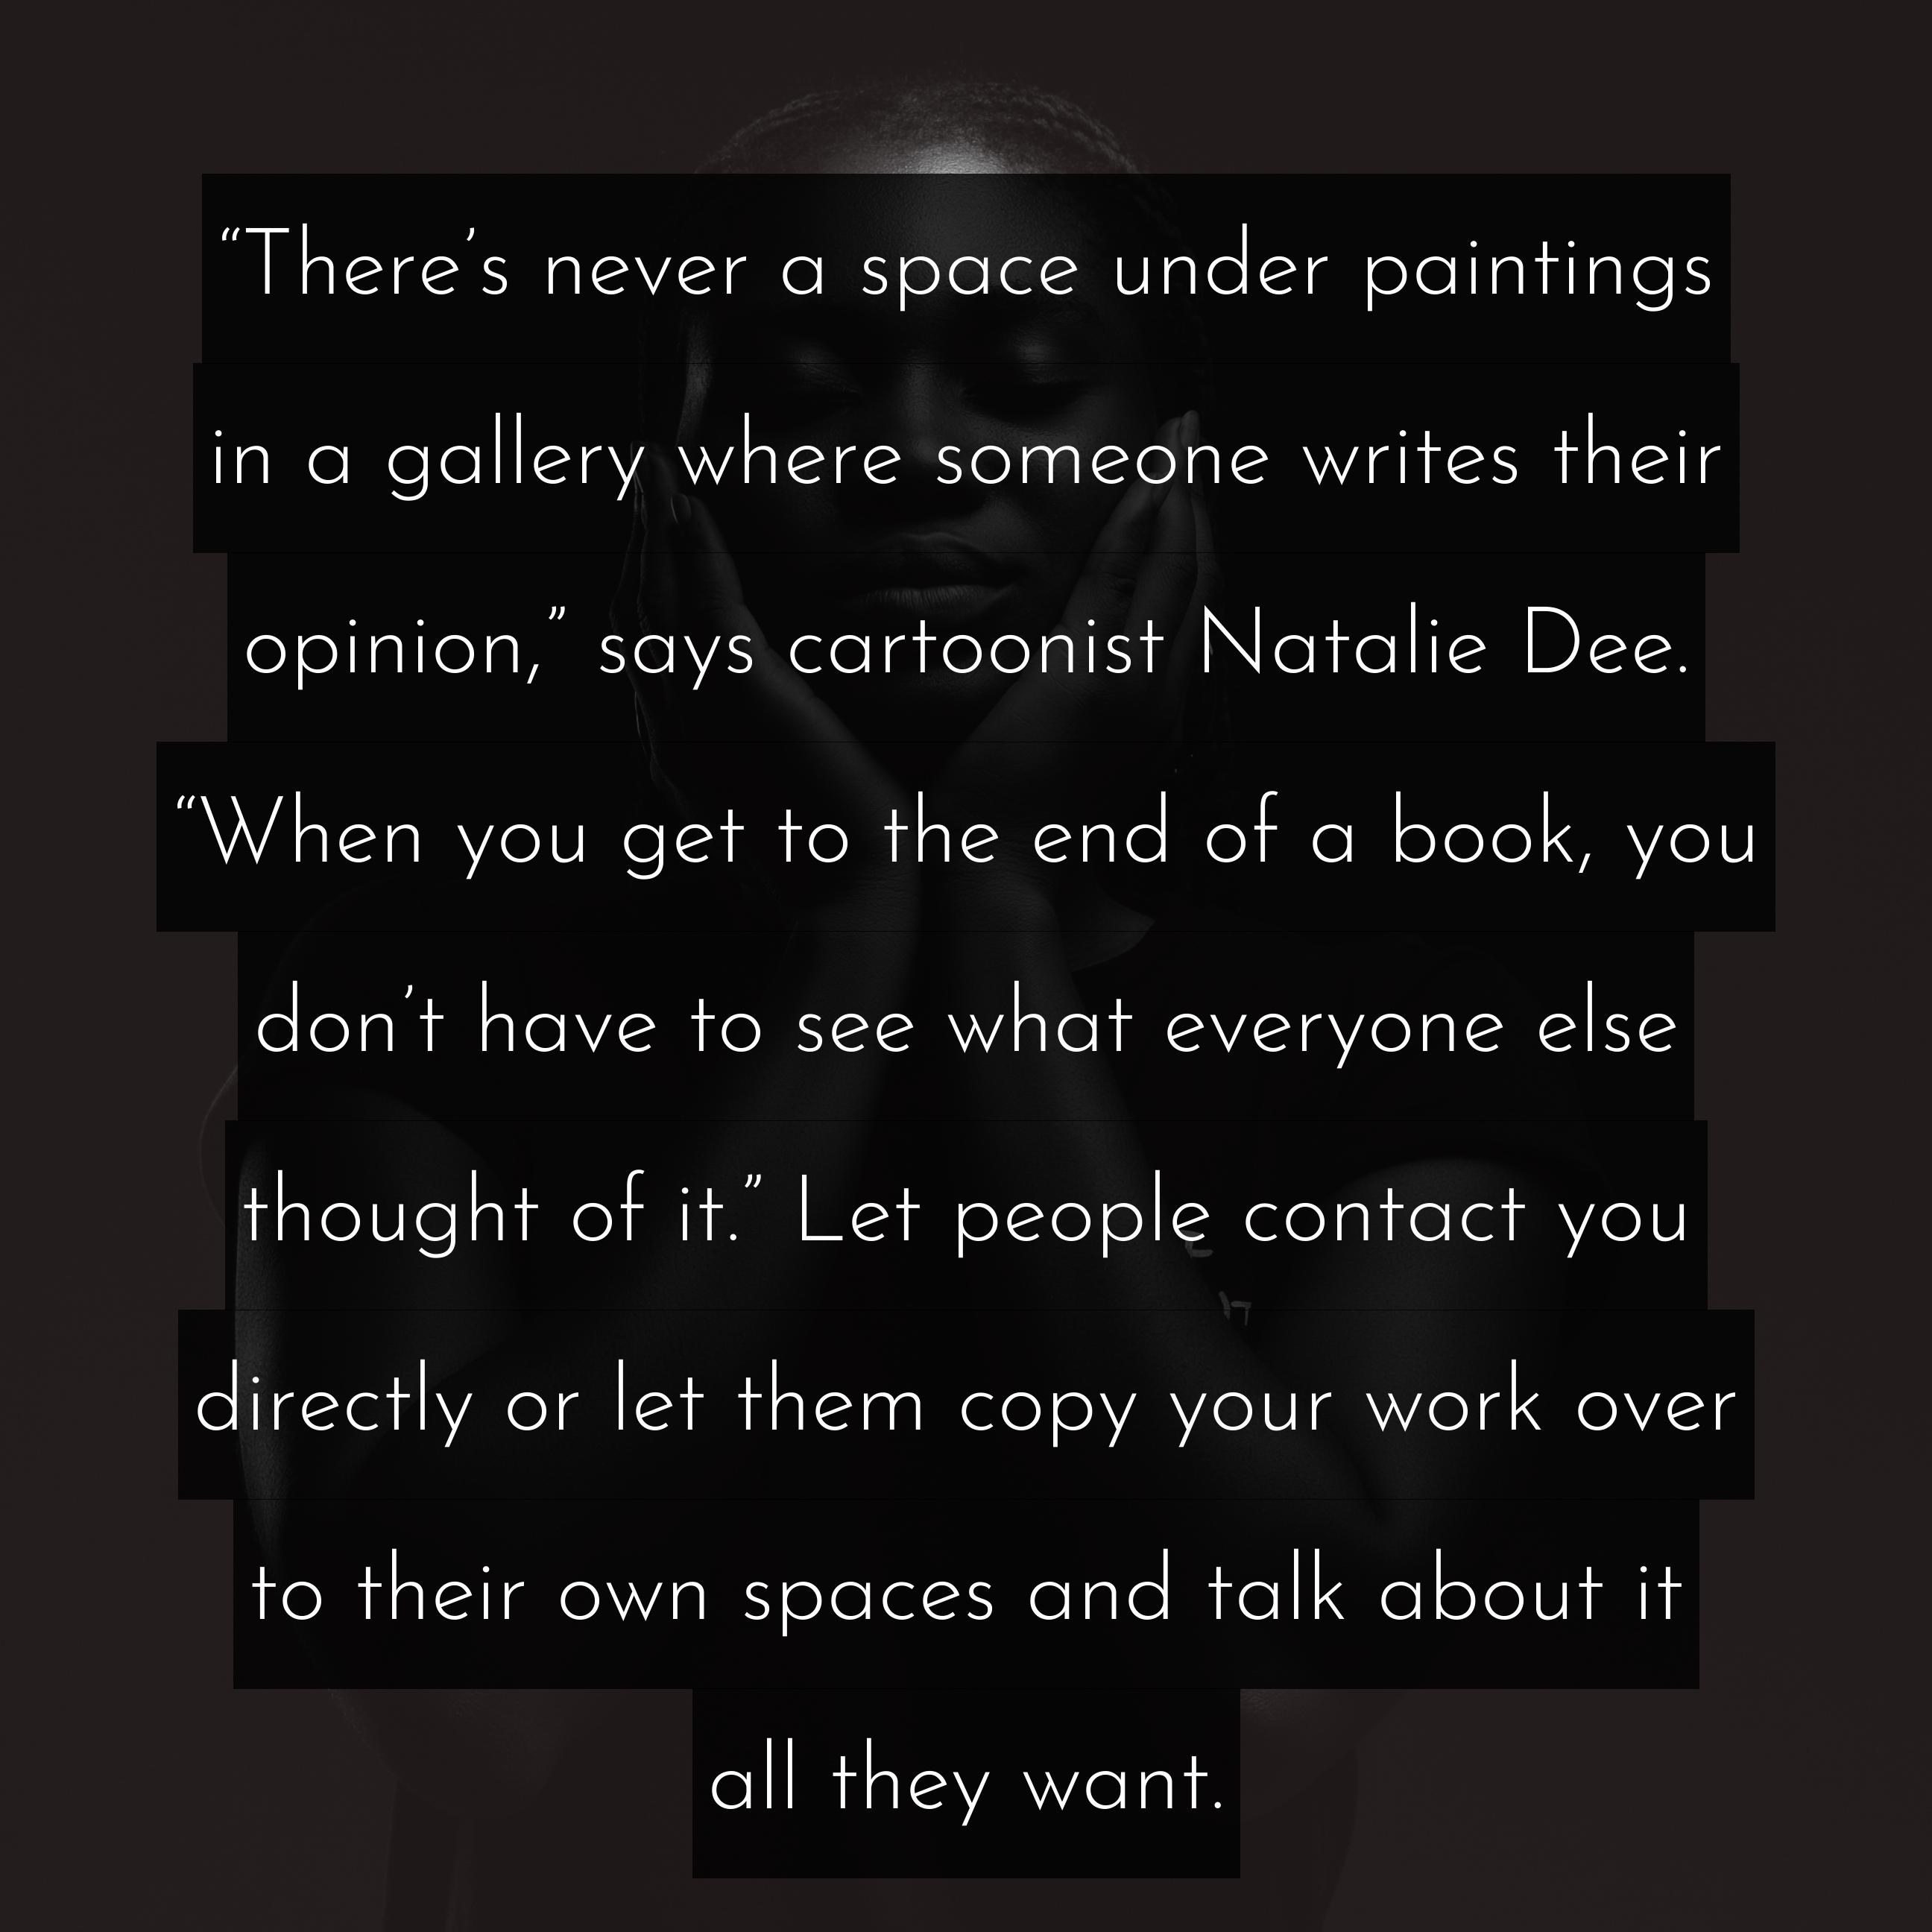 “There’s never a space under paintings
in a gallery where someone writes their
opinion,” says cartoonist Natalie Dee.
“When you get to the end of a book, you
don’t have to see what everyone else
thought of it.” Let people contact you
directly or let them copy your work over
to their own spaces and talk about it
all they want.